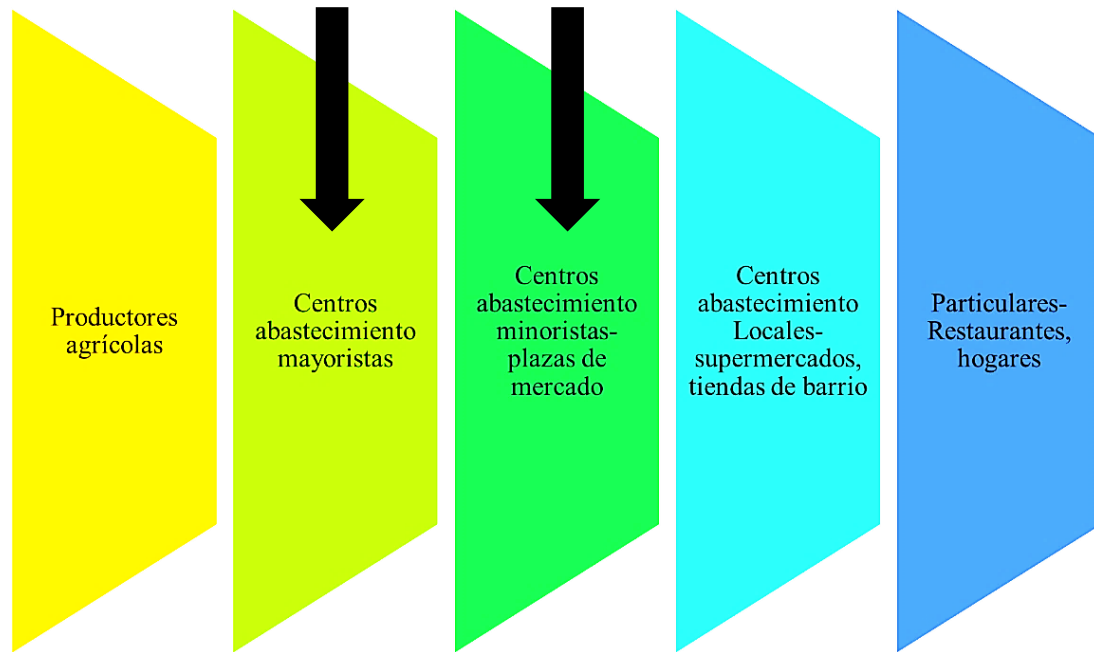 Productores
agrícolas
Centros
abastecimiento
mayoristas
Centros
abastecimiento
minoristas-
plazas de
mercado
Centros
abastecimiento
Locales-
supermercados,
tiendas de barrio
Particulares-
Restaurantes,
hogares